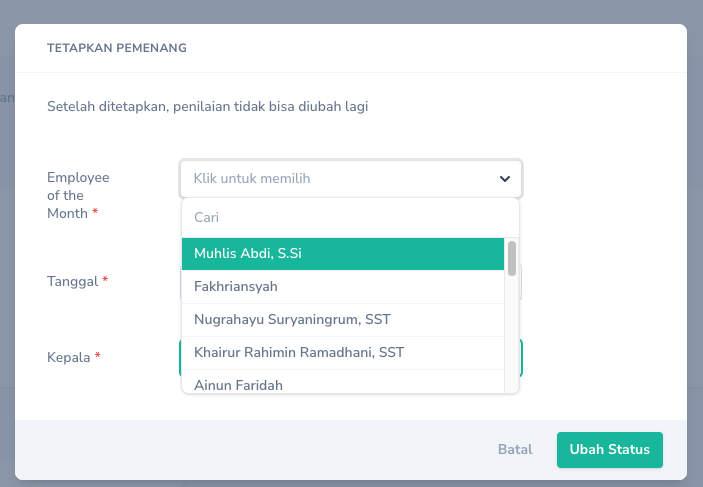 TETAPKAN PEMENANG
Setelah ditetapkan, penilaian tidak bisa diubah lagi
Employee
of the
Month *
Klik untuk memilih
Cari
Muhlis Abdi, S.Si
Fakhriansyah
Nugrahayu Suryaningrum, SST
Khairur Rahimin Ramadhani, SST
Ainun Faridah
Tanggal *
Kepala *
Batal
Ubah Status